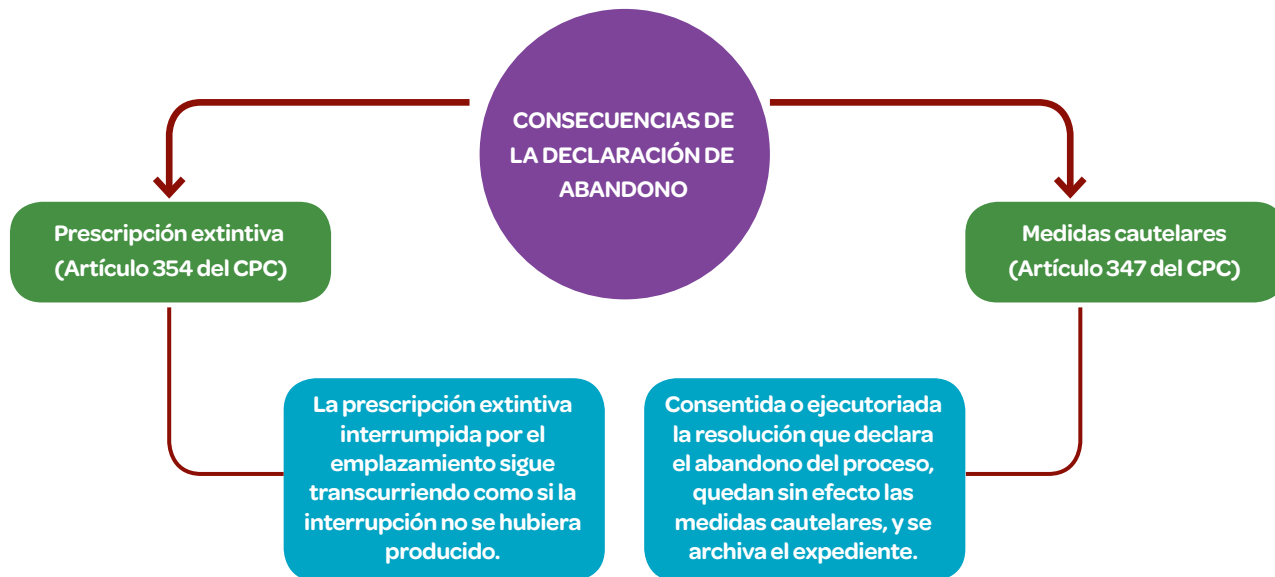 CONSECUENCIAS DE
LA DECLARACIÓN DE
ABANDONO
Prescripción extintiva
(Artículo 354 del CPC)
Medidas cautelares
(Artículo 347 del CPC)
La prescripción extintiva
interrumpida por el
emplazamiento sigue
transcurriendo como si la
interrupción no se hubiera
producido.
Consentida o ejecutoriada
la resolución que declara
el abandono del proceso,
quedan sin efecto las
medidas cautelares, y se
archiva el expediente.